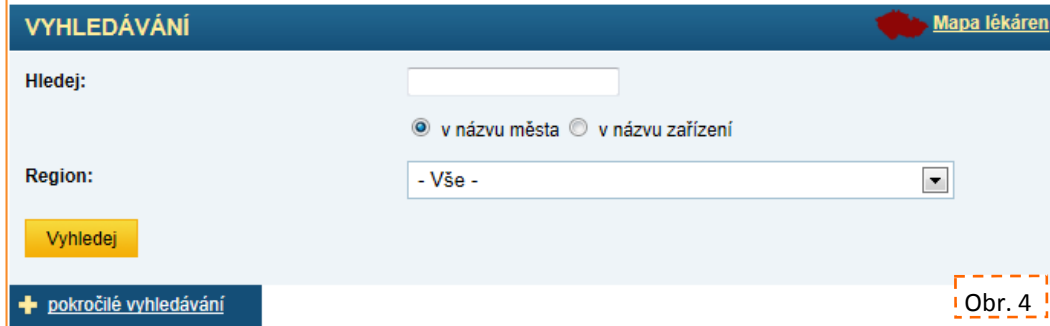 VYHLEDÁVÁNÍ Mapa lékáren
Hledej:
v názvu města v názvu zařízení
Region: - Vše -
Vyhledej
pokročilé vyhledávání
Obr. 4